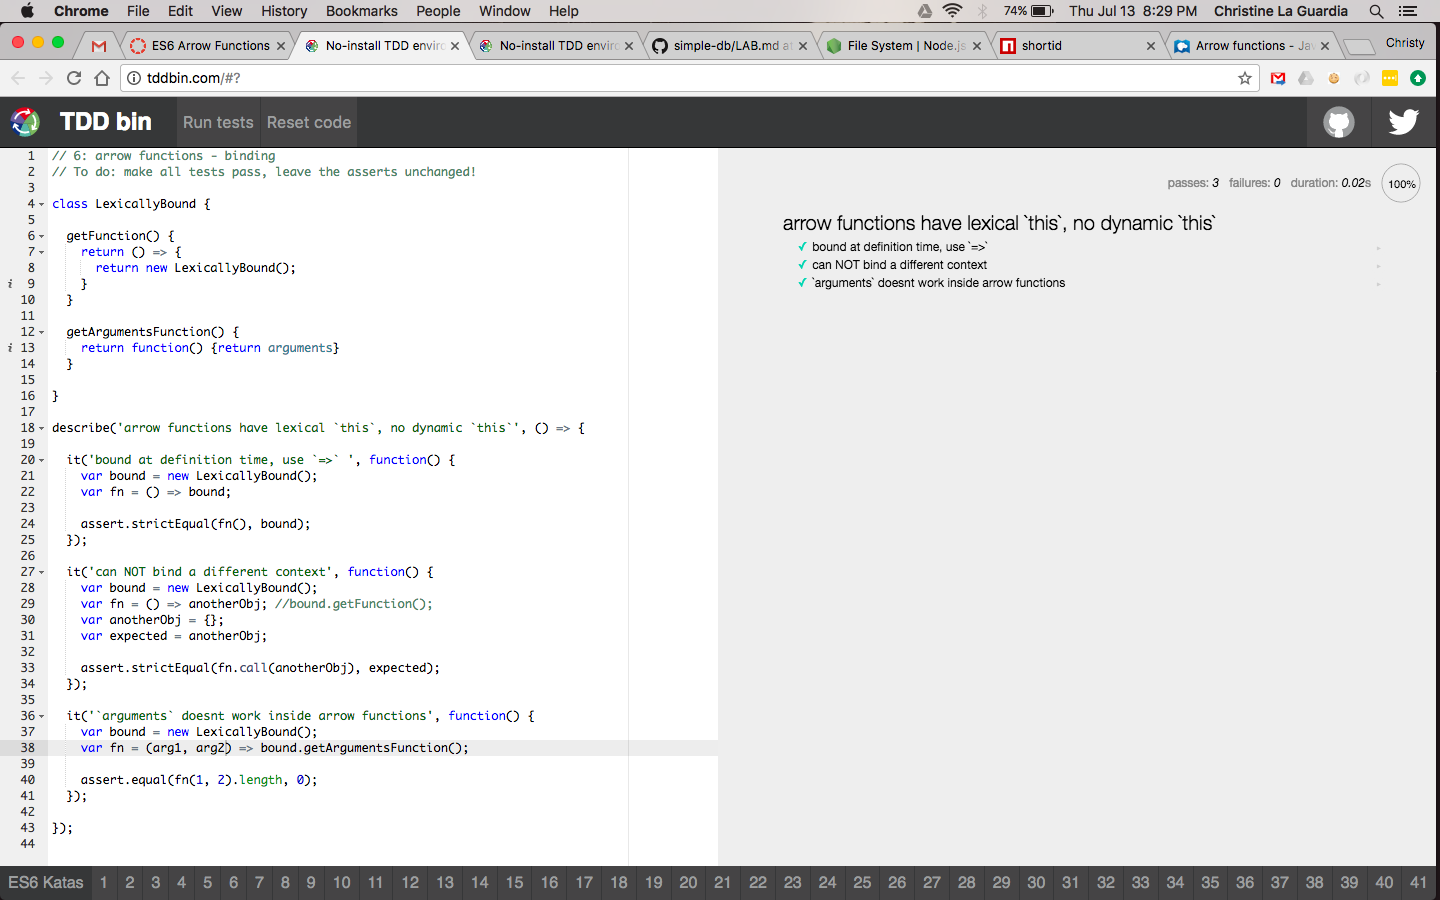 Chrome File Edit View History Bookmarks People Window Help 74% Thu Jul 13 8:29 PM Christine La Guardia
ES6 Arrow Functions No-install TDD enviro No-install TDD enviro simple-db/LAB.md at File System | Node.js shortid Arrow functions - Jav Christy
tddbin.com/#?
TDD bin Run tests Reset code
1 // 6: arrow functions - binding
2 // To do: make all tests pass, leave the asserts unchanged!
3
4 class LexicallyBound {
5
6 getFunction() {
7 return () => {
8 return new LexicallyBound();
i 9 }
10 }
11
12 getArgumentsFunction() {
i 13 return function() {return arguments}
14 }
15
16 }
17
18 describe('arrow functions have lexical `this`, no dynamic `this`', () => {
19
20 it('bound at definition time, use `=>` ', function() {
21 var bound = new LexicallyBound();
22 var fn = () => bound;
23
24 assert.strictEqual(fn(), bound);
25 });
26
27 it('can NOT bind a different context', function() {
28 var bound = new LexicallyBound();
29 var fn = () => anotherObj; //bound.getFunction();
30 var anotherObj = {};
31 var expected = anotherObj;
32
33 assert.strictEqual(fn.call(anotherObj), expected);
34 });
35
36 it('`arguments` doesnt work inside arrow functions', function() {
37 var bound = new LexicallyBound();
38 var fn = (arg1, arg2) => bound.getArgumentsFunction();
39
40 assert.equal(fn(1, 2).length, 0);
41 });
42
43 });
44
passes: 3 failures: 0 duration: 0.02s 100%
arrow functions have lexical `this`, no dynamic `this`
✓ bound at definition time, use `=>`
✓ can NOT bind a different context
✓ `arguments` doesnt work inside arrow functions
ES6 Katas 1 2 3 4 5 6 7 8 9 10 11 12 13 14 15 16 17 18 19 20 21 22 23 24 25 26 27 28 29 30 31 32 33 34 35 36 37 38 39 40 41